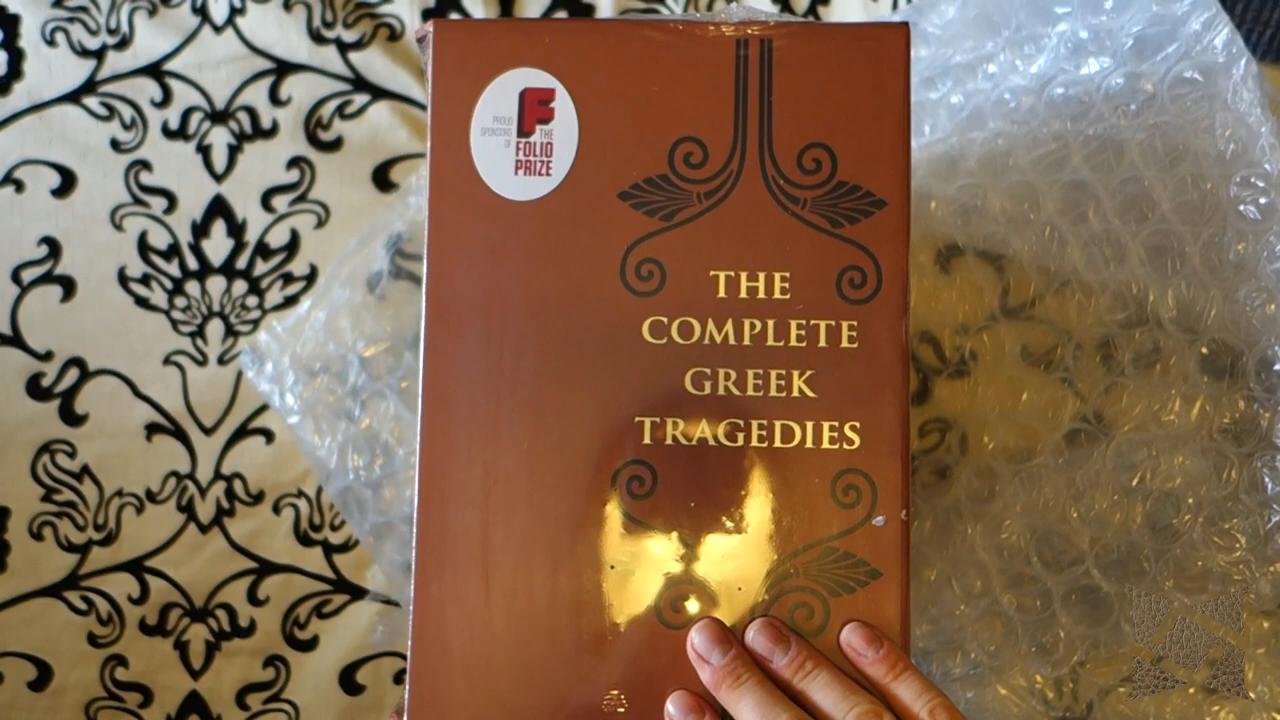 PROUD
SPONSORS
OF
F
THE
FOLIO
PRIZE
THE
COMPLETE
GREEK
TRAGEDIES